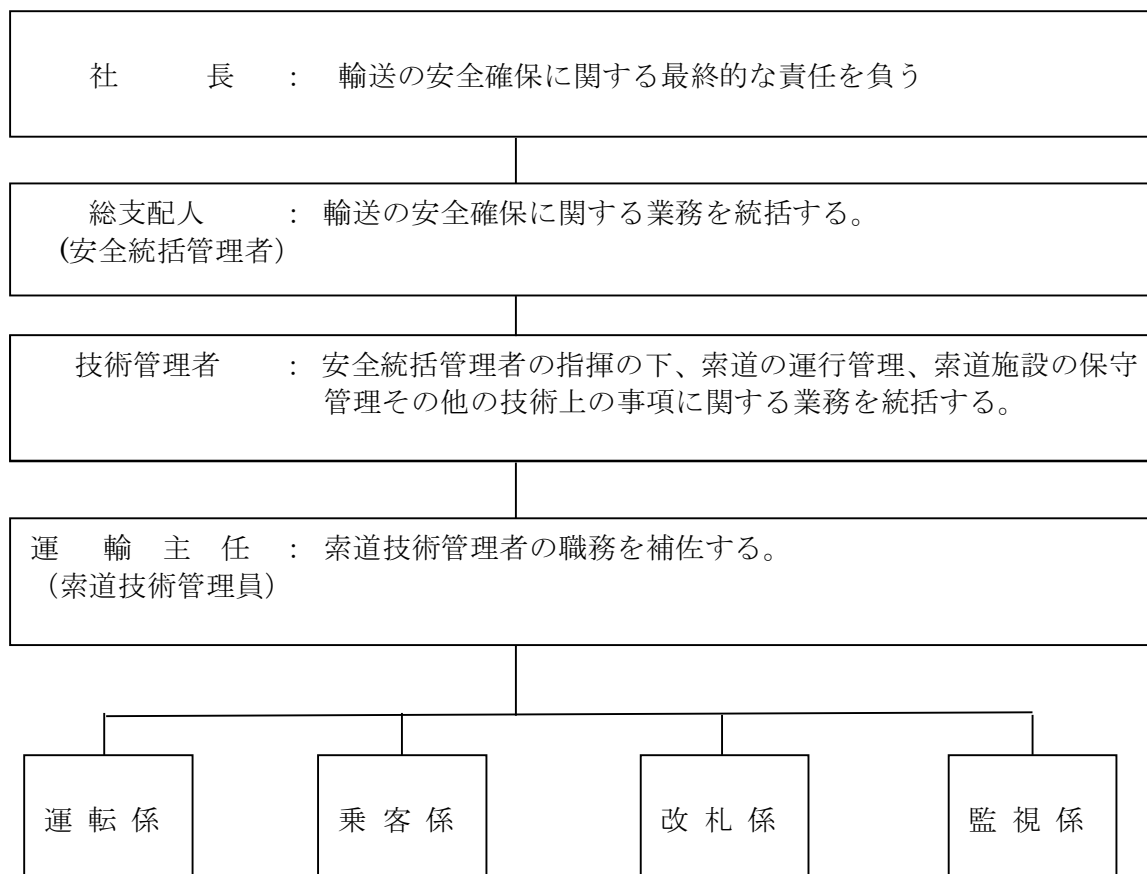 社　　長　：　輸送の安全確保に関する最終的な責任を負う
総支配人　：　輸送の安全確保に関する業務を統括する。
(安全統括管理者)
技術管理者　：　安全統括管理者の指揮の下、索道の運行管理、索道施設の保守
管理その他の技術上の事項に関する業務を統括する。
運　輸　主　任　：　索道技術管理者の職務を補佐する。
（索道技術管理員）
運 転 係
乗 客 係
改 札 係
監 視 係